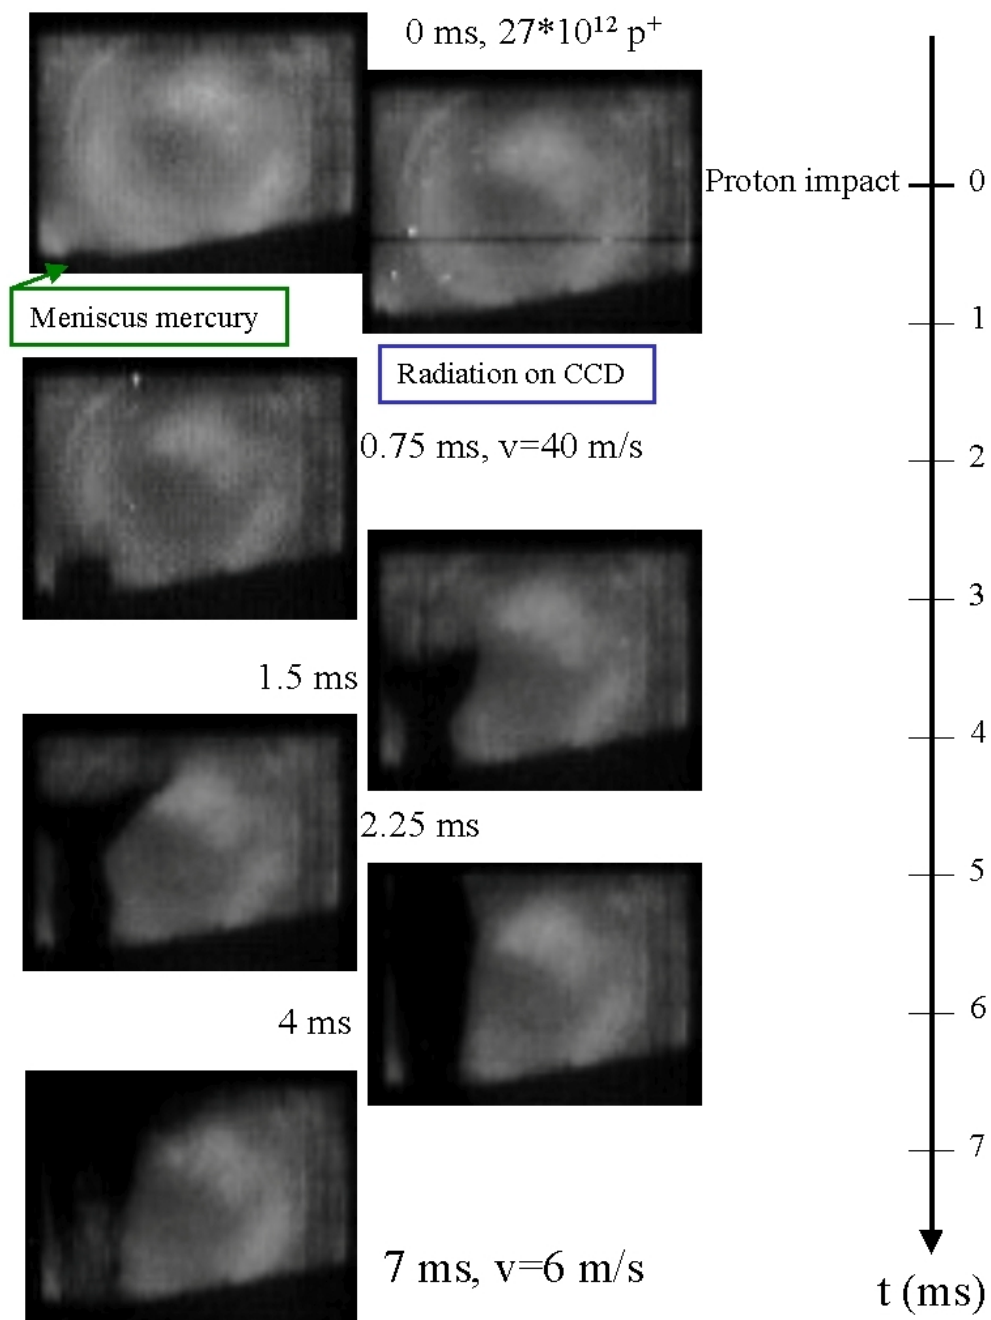 0 ms, 27*10¹² p⁺
Proton impact
0
Meniscus mercury
1
Radiation on CCD
0.75 ms, v=40 m/s
2
3
1.5 ms
4
2.25 ms
5
6
4 ms
7
7 ms, v=6 m/s
t (ms)